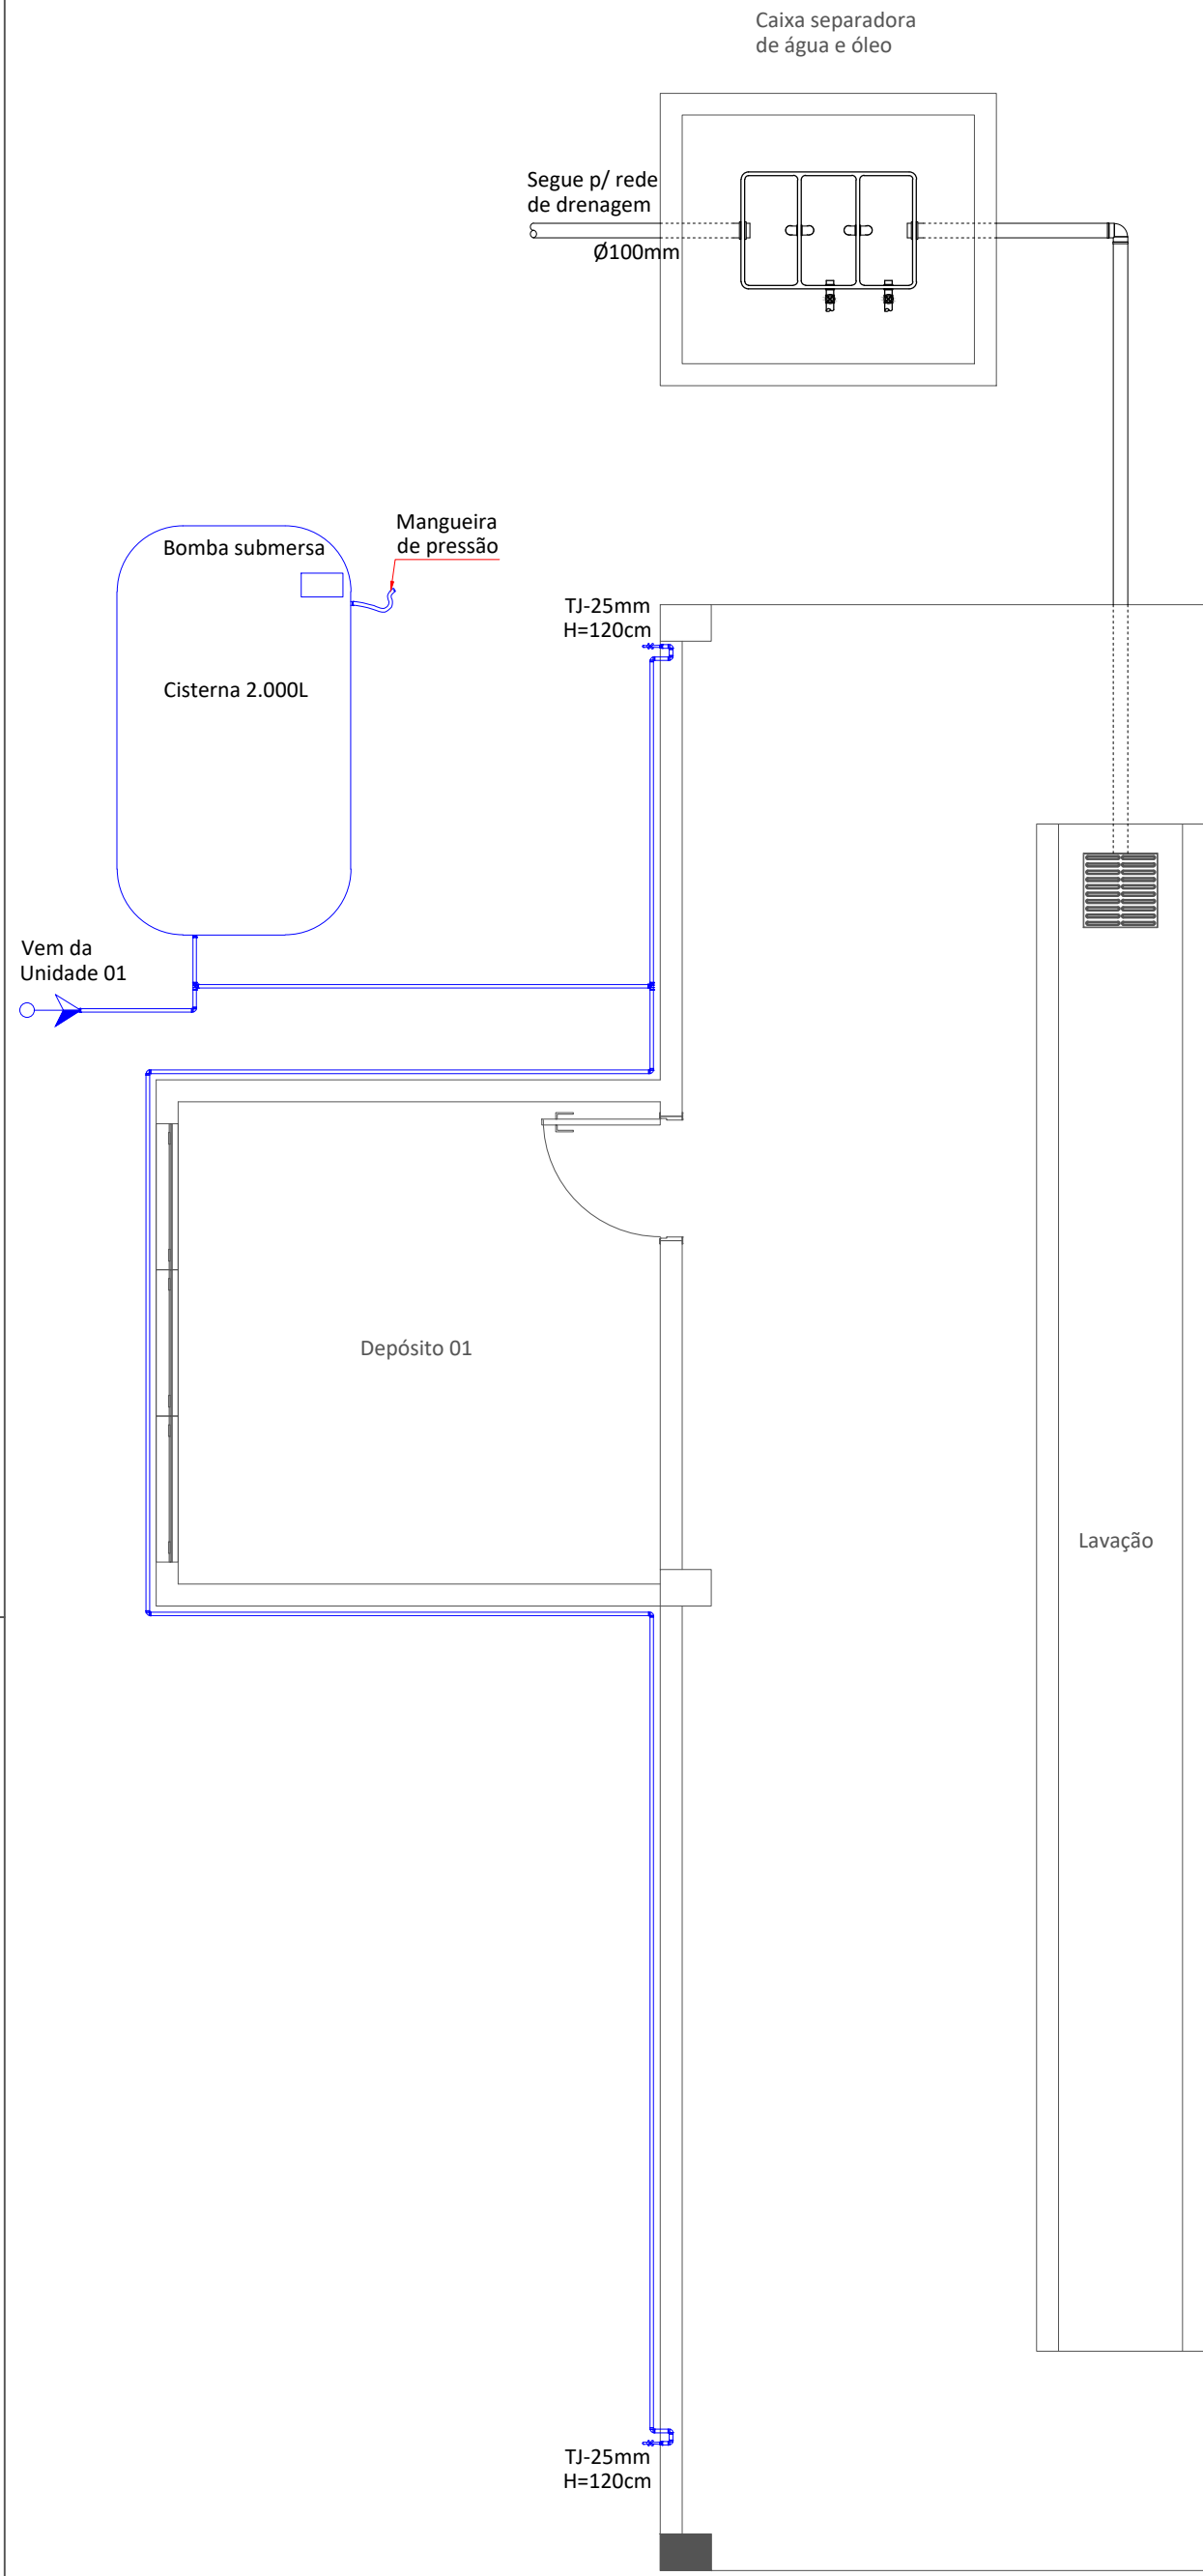 Caixa separadora
de água e óleo
Segue p/ rede
de drenagem
Ø100mm
Mangueira
de pressão
Bomba submersa
TJ-25mm
H=120cm
Cisterna 2.000L
Vem da
Unidade 01
Depósito 01
Lavação
TJ-25mm
H=120cm